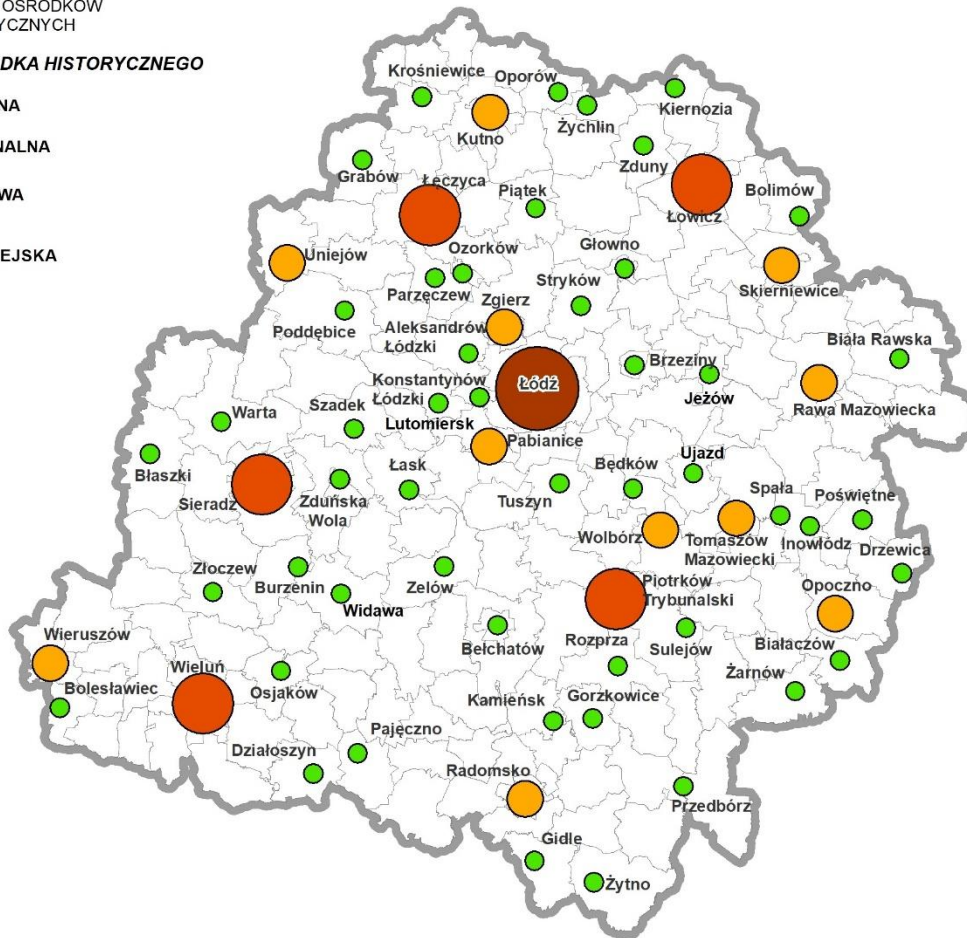 OŚRODKÓW
YCZNYCH
DKA HISTORYCZNEGO
NA
NALNA
WA
EJSKA
Krośniewice
Oporów
Kiernozia
Żychlin
Kutno
Zduny
Grabów
Łęczyca
Piątek
Bolimów
Łowicz
Głowno
Ozorków
Uniejów
Stryków
Skierniewice
Parzęczew
Zgierz
Poddębice
Aleksandrów
Łódzki
Biała Rawska
Brzeziny
Konstantynów
Łódzki
Łódź
Jeżów
Rawa Mazowiecka
Warta
Szadek
Lutomiersk
Pabianice
Ujazd
Błaszki
Łask
Będków
Spała
Poświętne
Sieradz
Zduńska
Wola
Tuszyn
Wolbórz
Tomaszów
Mazowiecki
Inowłódz
Drzewica
Złoczew
Burzenin
Zelów
Piotrków
Trybunalski
Opoczno
Widawa
Wieruszów
Bełchatów
Rozprza
Sulejów
Białaczów
Wieluń
Żarnów
Bolesławiec
Osjaków
Kamieńsk
Gorzkowice
Pajęczno
Działoszyn
Radomsko
Przedbórz
Gidle
Żytno